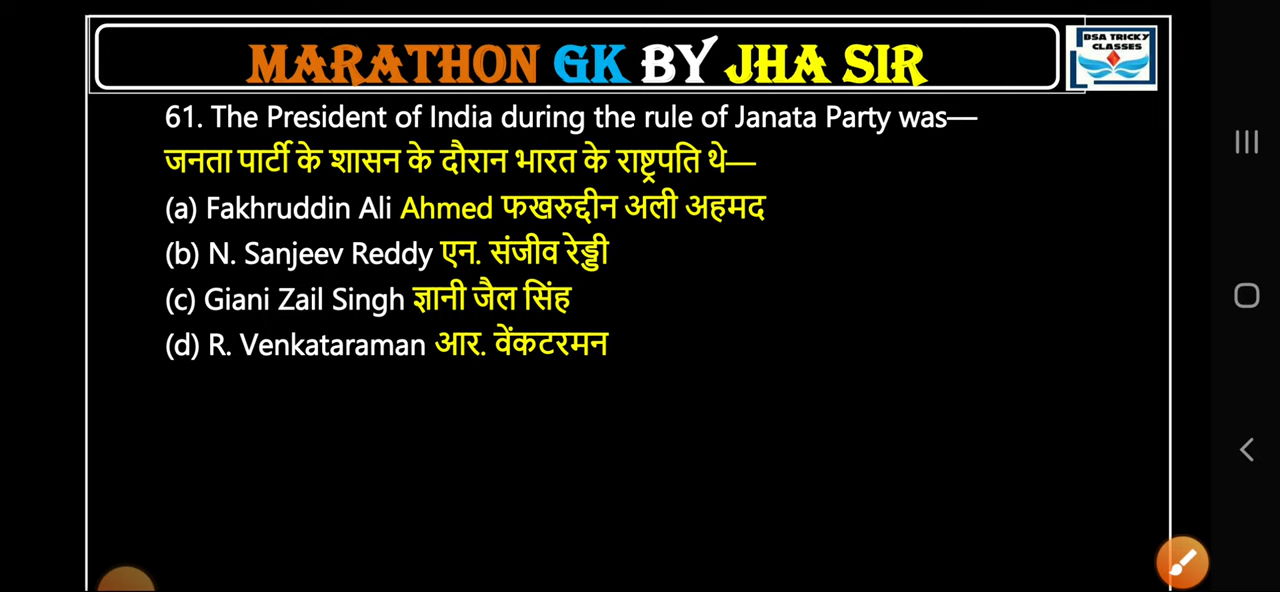 MARATHON GK BY JHA SIR
DSA TRICKY
CLASSES
61. The President of India during the rule of Janata Party was—
जनता पार्टी के शासन के दौरान भारत के राष्ट्रपति थे—
(a) Fakhruddin Ali Ahmed फखरुद्दीन अली अहमद
(b) N. Sanjeev Reddy एन. संजीव रेड्डी
(c) Giani Zail Singh ज्ञानी जैल सिंह
(d) R. Venkataraman आर. वेंकटरमन